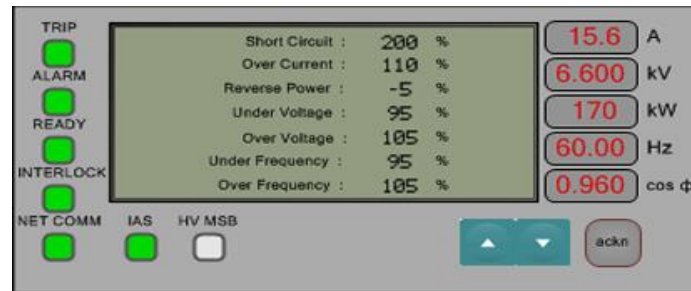 TRIP
ALARM
READY
INTERLOCK
NET COMM IAS HV MSB
Short Circuit : 200 %
Over Current : 110 %
Reverse Power : -5 %
Under Voltage : 95 %
Over Voltage : 105 %
Under Frequency : 95 %
Over Frequency : 105 %
15.6 A
6.600 kV
170 kW
60.00 Hz
0.960 cos ф
ackn